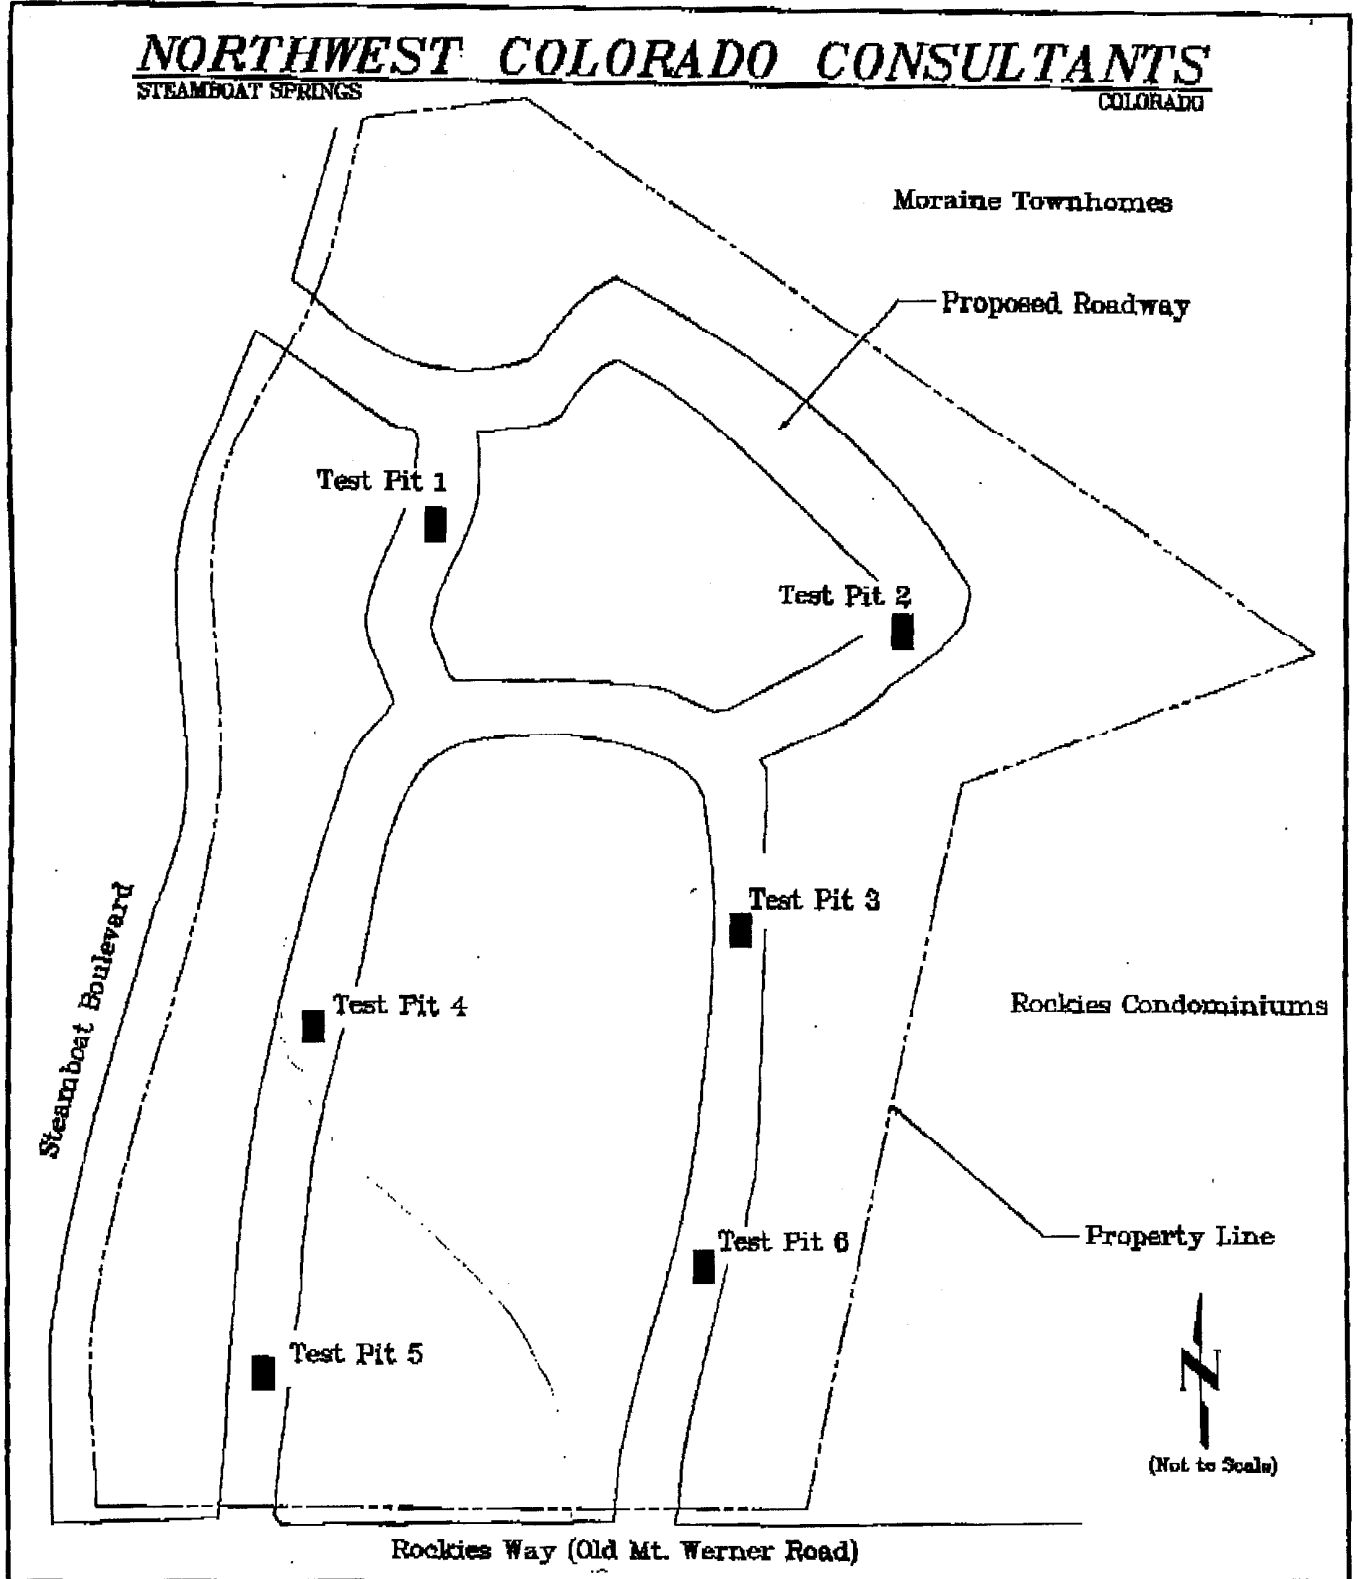 NORTHWEST COLORADO CONSULTANTS
STEAMBOAT SPRINGS
COLORADO
Moraine Townhomes
Proposed Roadway
Test Pit 1
Test Pit 2
Test Pit 3
Test Pit 4
Steamboat Boulevard
Rockies Condominiums
Test Pit 6
Property Line
Test Pit 5
N
(Not to Scale)
Rockies Way (Old Mt. Werner Road)